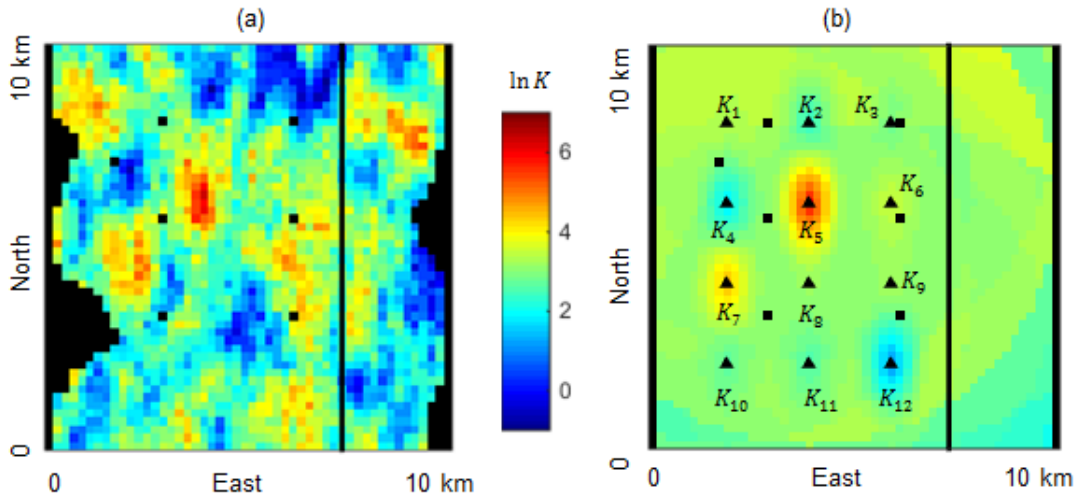 (a)
(b)
10 km
North
0
0
East
10 km
ln K
6
4
2
0
10 km
North
0
0
East
10 km
K₁
K₂
K₃
K₄
K₅
K₆
K₇
K₈
K₉
K₁₀
K₁₁
K₁₂